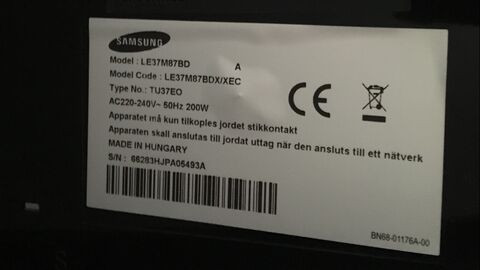 SAMSUNG
Model : LE37M87BD A
Model Code : LE37M87BDX/XEC
Type No.: TU37EO
AC220-240V~ 50Hz 200W
Apparatet må kun tilkoples jordet stikkontakt
Apparaten skall anslutas till jordat uttag när den ansluts till ett nätverk
MADE IN HUNGARY
S/N : 66283HJPA05493A
CE
BN68-01176A-00